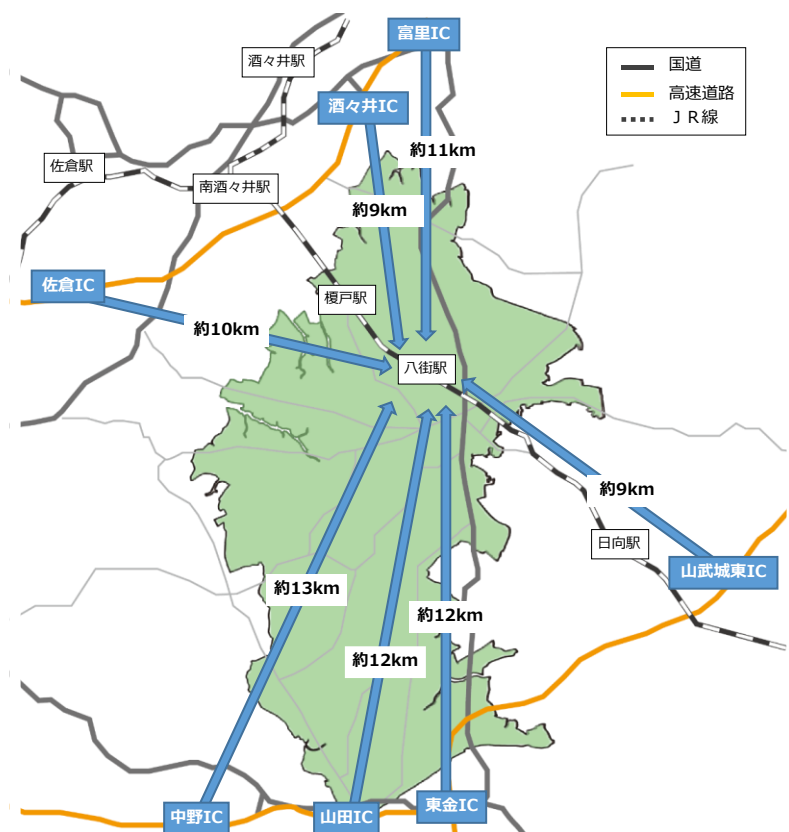 富里IC
酒々井駅
国道
高速道路
ＪＲ線
酒々井IC
約11km
佐倉駅
南酒々井駅
約9km
佐倉IC
榎戸駅
約10km
八街駅
約9km
日向駅
山武城東IC
約13km
約12km
約12km
中野IC
山田IC
東金IC